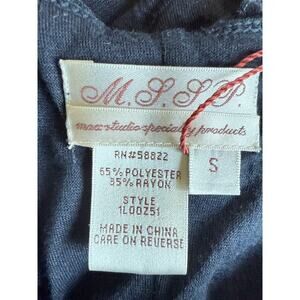 M.S.S.P.
max studio specialty products
RN#58822
65%POLYESTER
35%RAYON
S
STYLE
1L00Z51
MADE IN CHINA
CARE ON REVERSE